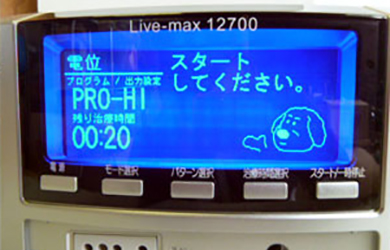 Live-max 12700
電位
プログラム / 出力設定
PRO-HI
残り治療時間
00:20
スタート
してください。
電源
モード選択
パターン選択
治療時間選択
スタート/一時停止